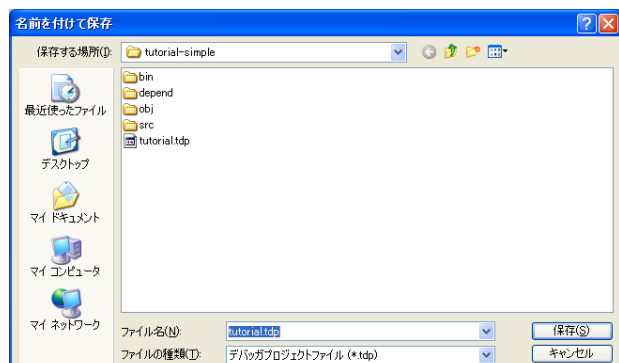 名前を付けて保存
保存する場所(I):
tutorial-simple
最近使ったファイル
デスクトップ
マイ ドキュメント
マイ コンピュータ
マイ ネットワーク
bin
depend
obj
src
tutorial.tdp
ファイル名(N):
tutorial.tdp
保存(S)
ファイルの種類(T):
デバッガプロジェクトファイル (*.tdp)
キャンセル